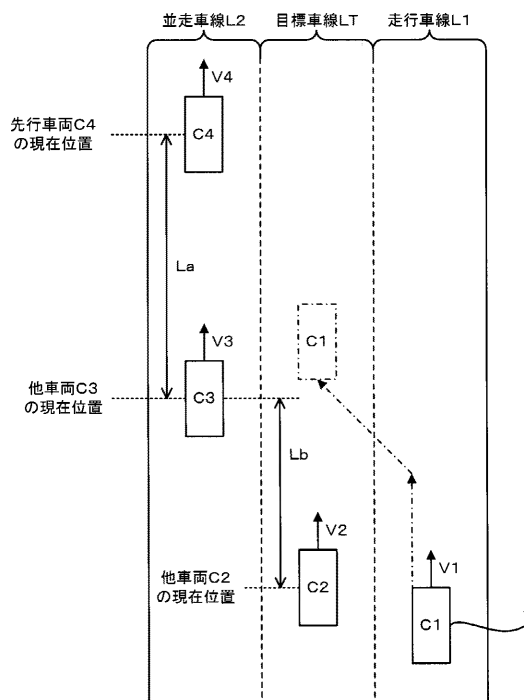 並走車線L2
目標車線LT
走行車線L1
V4
先行車両C4
の現在位置
C4
La
C1
V3
他車両C3
の現在位置
C3
Lb
V2
V1
他車両C2
の現在位置
C2
C1